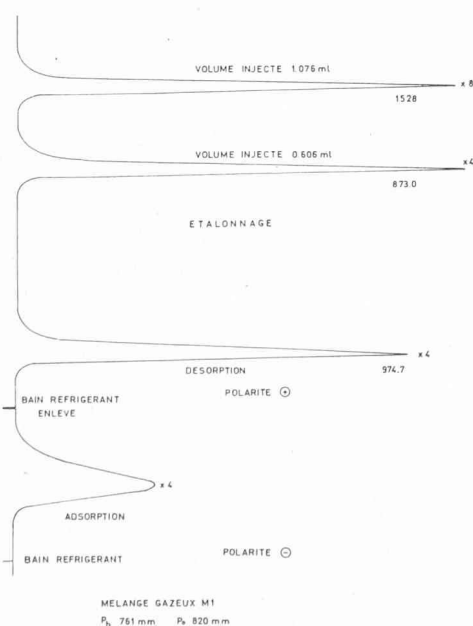 VOLUME INJECTE 1.076 ml
x 8
1528
VOLUME INJECTE 0.606 ml
x 4
873.0
ETALONNAGE
x 4
DESORPTION
974.7
BAIN REFRIGERANT
ENLEVE
POLARITE +
x 4
ADSORPTION
BAIN REFRIGERANT
POLARITE −
MELANGE GAZEUX M1
Ph 761 mm Pe 820 mm